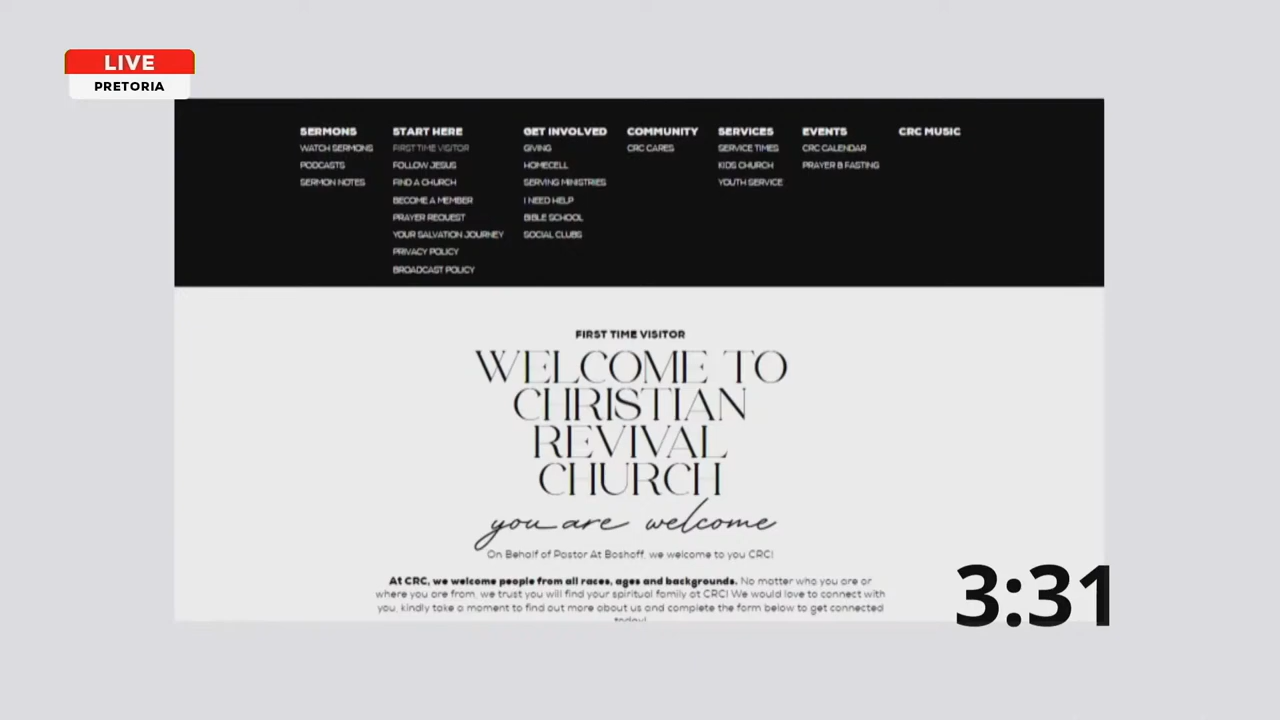 LIVE
PRETORIA
SERMONS START HERE GET INVOLVED COMMUNITY SERVICES EVENTS CRC MUSIC
WATCH SERMONS FIRST TIME VISITOR GIVING CRC CARES SERVICE TIMES CRC CALENDAR
PODCASTS FOLLOW JESUS HOMECELL KIDS CHURCH PRAYER & FASTING
SERMON NOTES FIND A CHURCH SERVING MINISTRIES YOUTH SERVICE
BECOME A MEMBER I NEED HELP
PRAYER REQUEST BIBLE SCHOOL
YOUR SALVATION JOURNEY SOCIAL CLUBS
PRIVACY POLICY
BROADCAST POLICY
FIRST TIME VISITOR
WELCOME TO
CHRISTIAN
REVIVAL
CHURCH
you are welcome
On Behalf of Pastor At Boshoff, we welcome to you CRC!
At CRC, we welcome people from all races, ages and backgrounds. No matter who you are or
where you are from, we trust you will find your spiritual family at CRC! We would love to connect with
you, kindly take a moment to find out more about us and complete the form below to get connected
today!
3:31